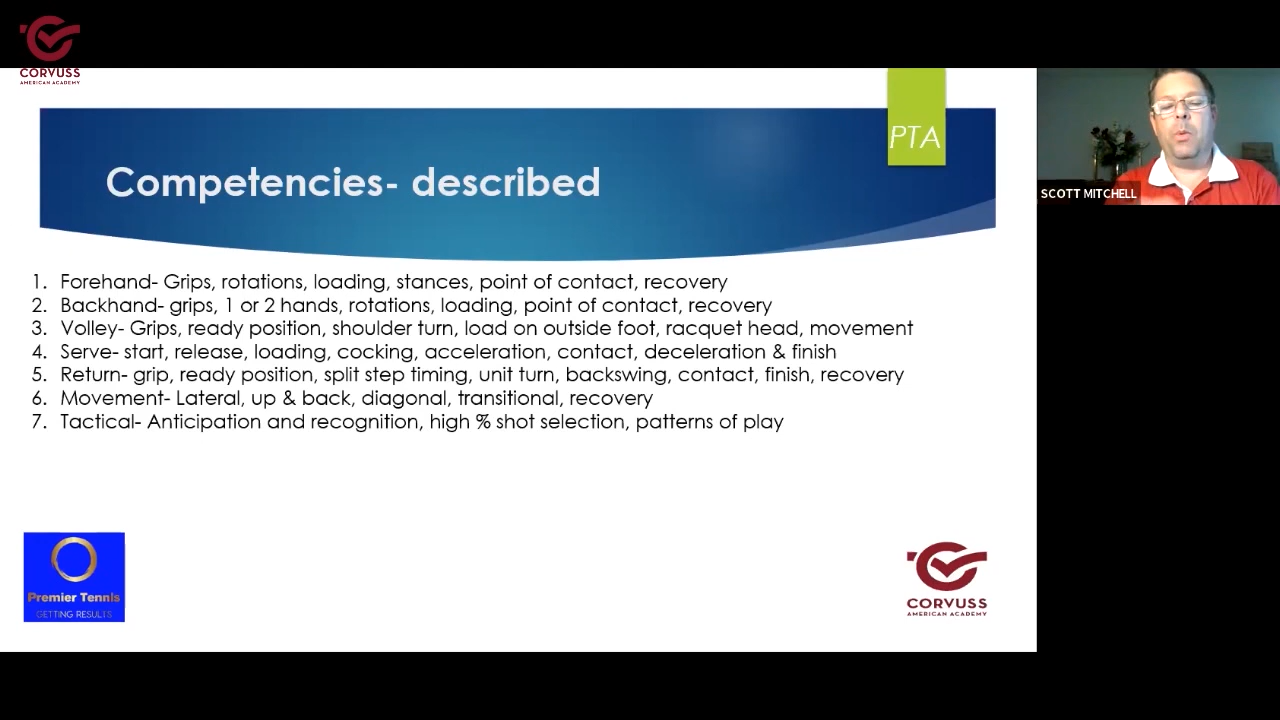 CORVUSS
AMERICAN ACADEMY
PTA
Competencies- described
SCOTT MITCHELL
1. Forehand- Grips, rotations, loading, stances, point of contact, recovery
2. Backhand- grips, 1 or 2 hands, rotations, loading, point of contact, recovery
3. Volley- Grips, ready position, shoulder turn, load on outside foot, racquet head, movement
4. Serve- start, release, loading, cocking, acceleration, contact, deceleration & finish
5. Return- grip, ready position, split step timing, unit turn, backswing, contact, finish, recovery
6. Movement- Lateral, up & back, diagonal, transitional, recovery
7. Tactical- Anticipation and recognition, high % shot selection, patterns of play
Premier Tennis
GETTING RESULTS
CORVUSS
AMERICAN ACADEMY